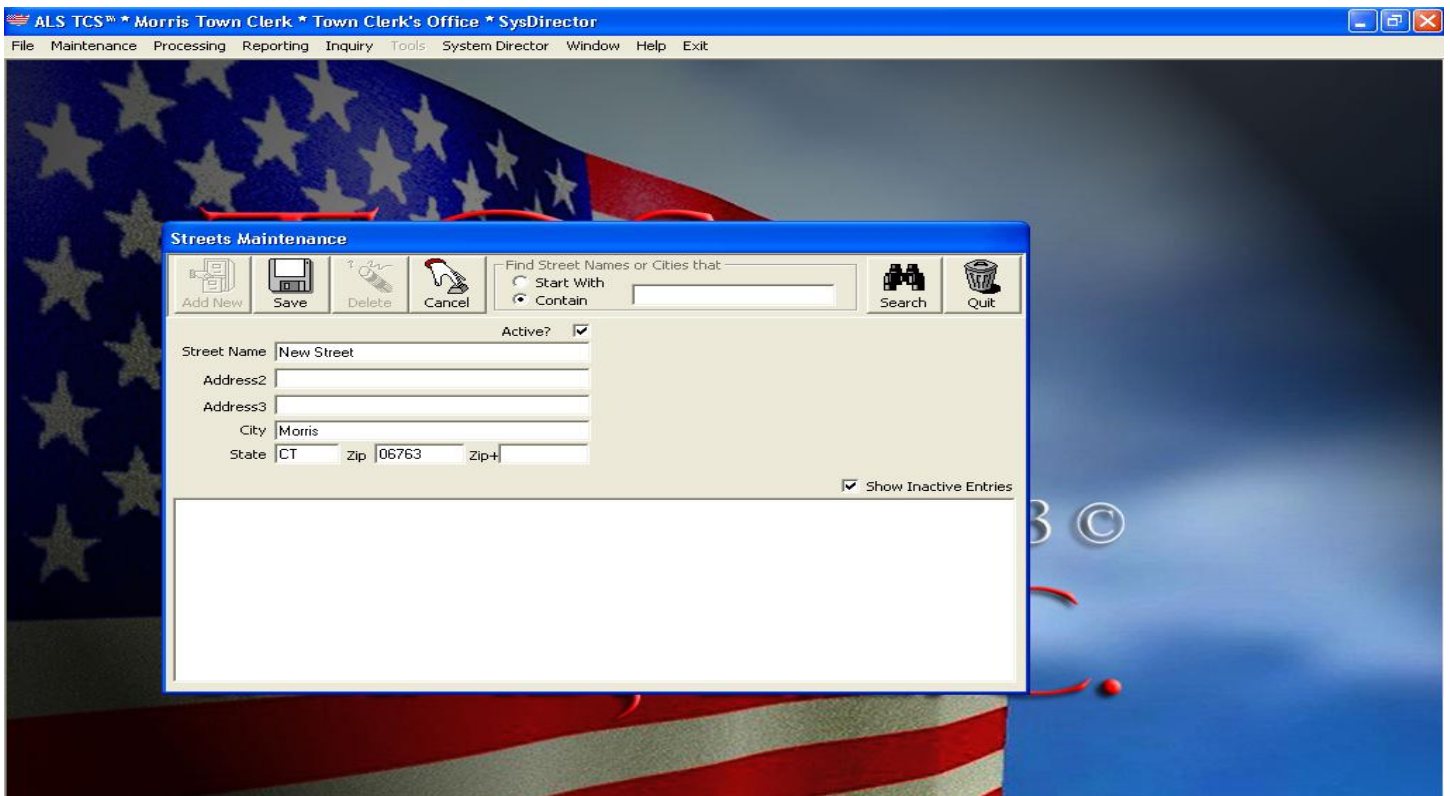 ALS TCS™ * Morris Town Clerk * Town Clerk's Office * SysDirector
File Maintenance Processing Reporting Inquiry Tools System Director Window Help Exit
Streets Maintenance
Add New Save Delete Cancel
Find Street Names or Cities that
Start With
Contain
Search Quit
Active?
Street Name New Street
Address2
Address3
City Morris
State CT Zip 06763 Zip+
Show Inactive Entries
3 ©
C.